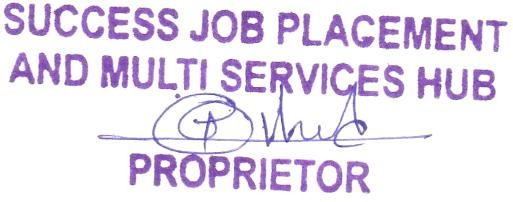 SUCCESS JOB PLACEMENT
AND MULTI SERVICES HUB
PROPRIETOR